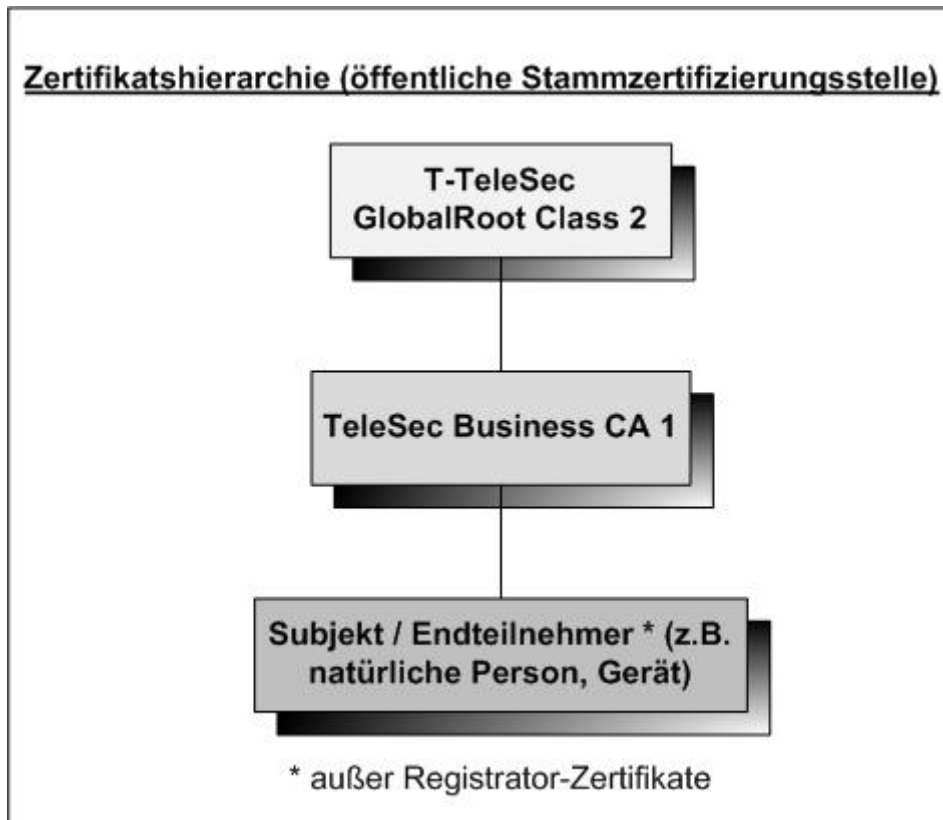 Zertifikatshierarchie (öffentliche Stammzertifizierungsstelle)
T-TeleSec
GlobalRoot Class 2
TeleSec Business CA 1
Subjekt / Endteilnehmer * (z.B.
natürliche Person, Gerät)
* außer Registrator-Zertifikate